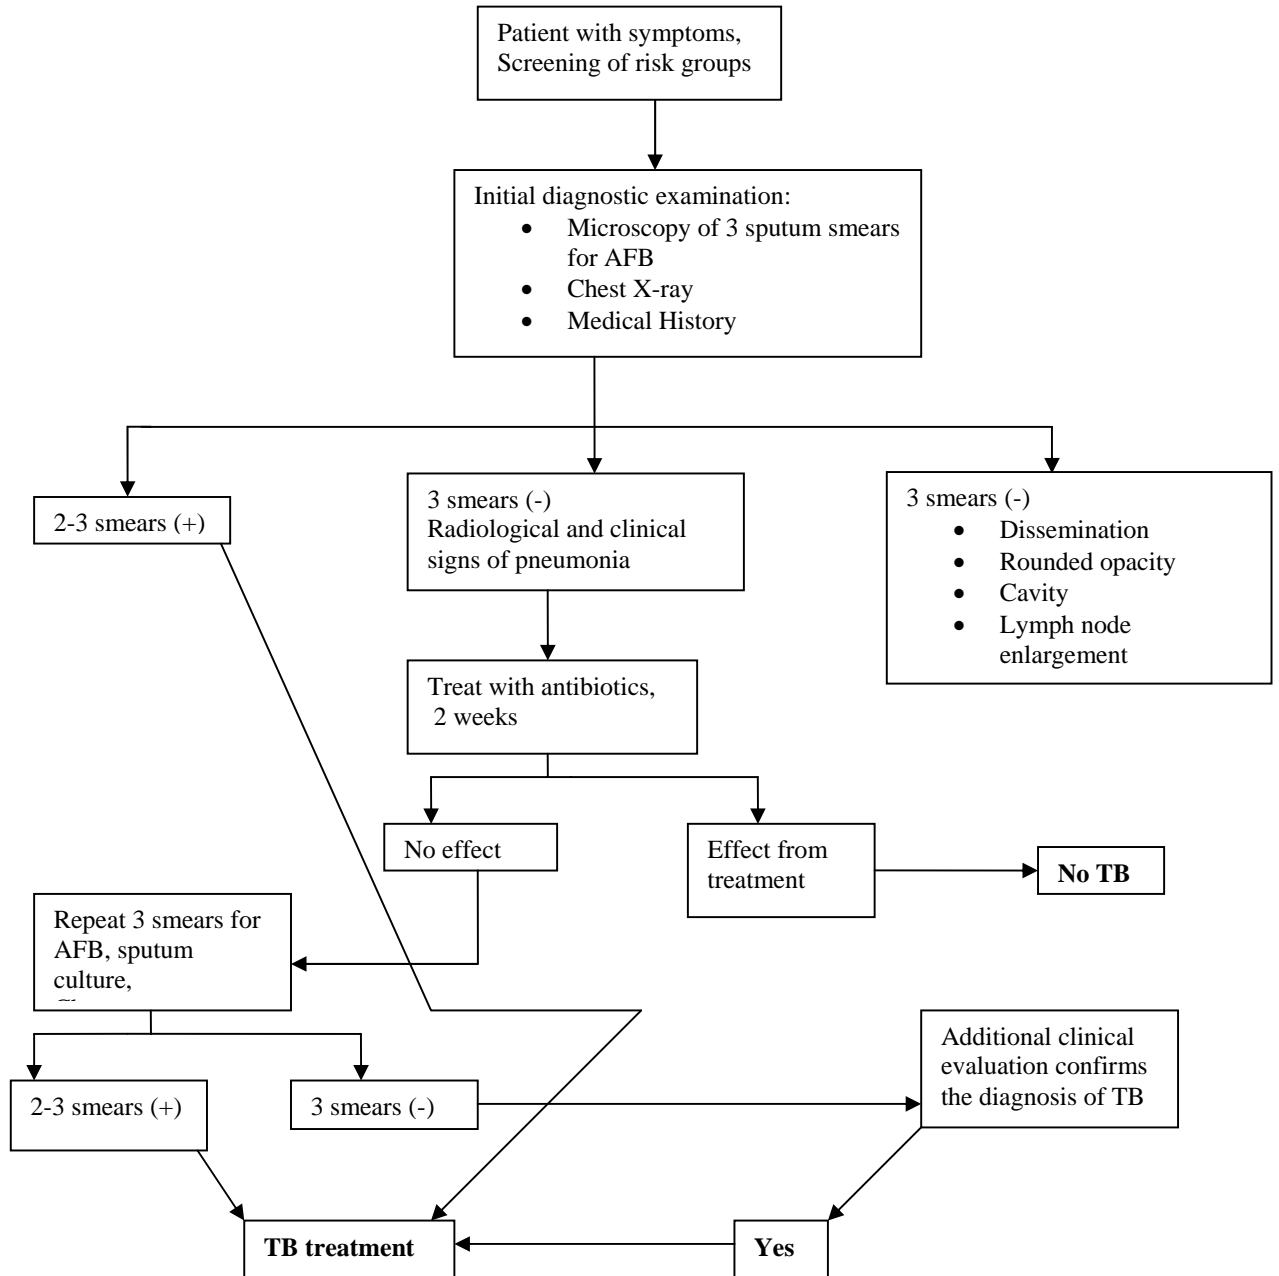 Patient with symptoms,
Screening of risk groups
Initial diagnostic examination:
• Microscopy of 3 sputum smears
for AFB
• Chest X-ray
• Medical History
2-3 smears (+)
3 smears (-)
Radiological and clinical
signs of pneumonia
3 smears (-)
• Dissemination
• Rounded opacity
• Cavity
• Lymph node
enlargement
Treat with antibiotics,
2 weeks
No effect
Effect from
treatment
No TB
Repeat 3 smears for
AFB, sputum
culture,
2-3 smears (+)
3 smears (-)
Additional clinical
evaluation confirms
the diagnosis of TB
TB treatment
Yes